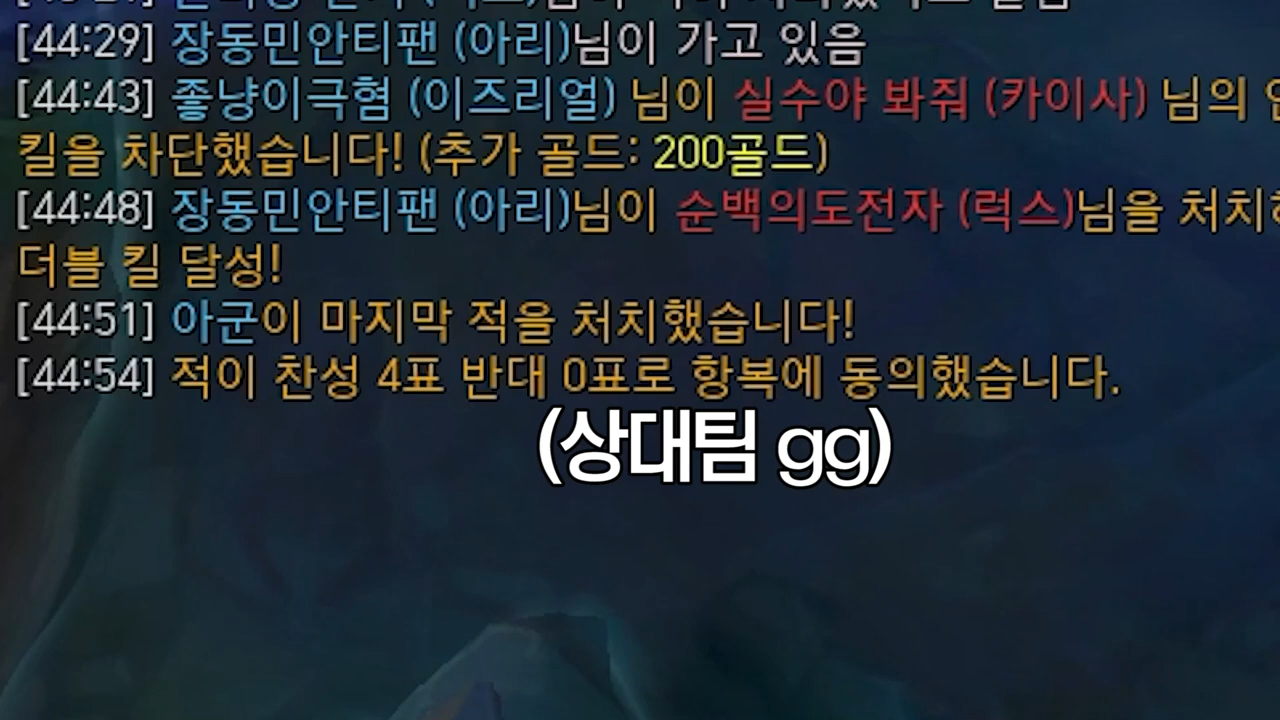 [44:29] 장동민안티팬 (아리)님이 가고 있음
[44:43] 좋냥이극혐 (이즈리얼) 님이 실수야 봐줘 (카이사) 님의
킬을 차단했습니다! (추가 골드: 200골드)
[44:48] 장동민안티팬 (아리)님이 순백의도전자 (럭스)님을 처치
더블 킬 달성!
[44:51] 아군이 마지막 적을 처치했습니다!
[44:54] 적이 찬성 4표 반대 0표로 항복에 동의했습니다.
(상대팀 gg)